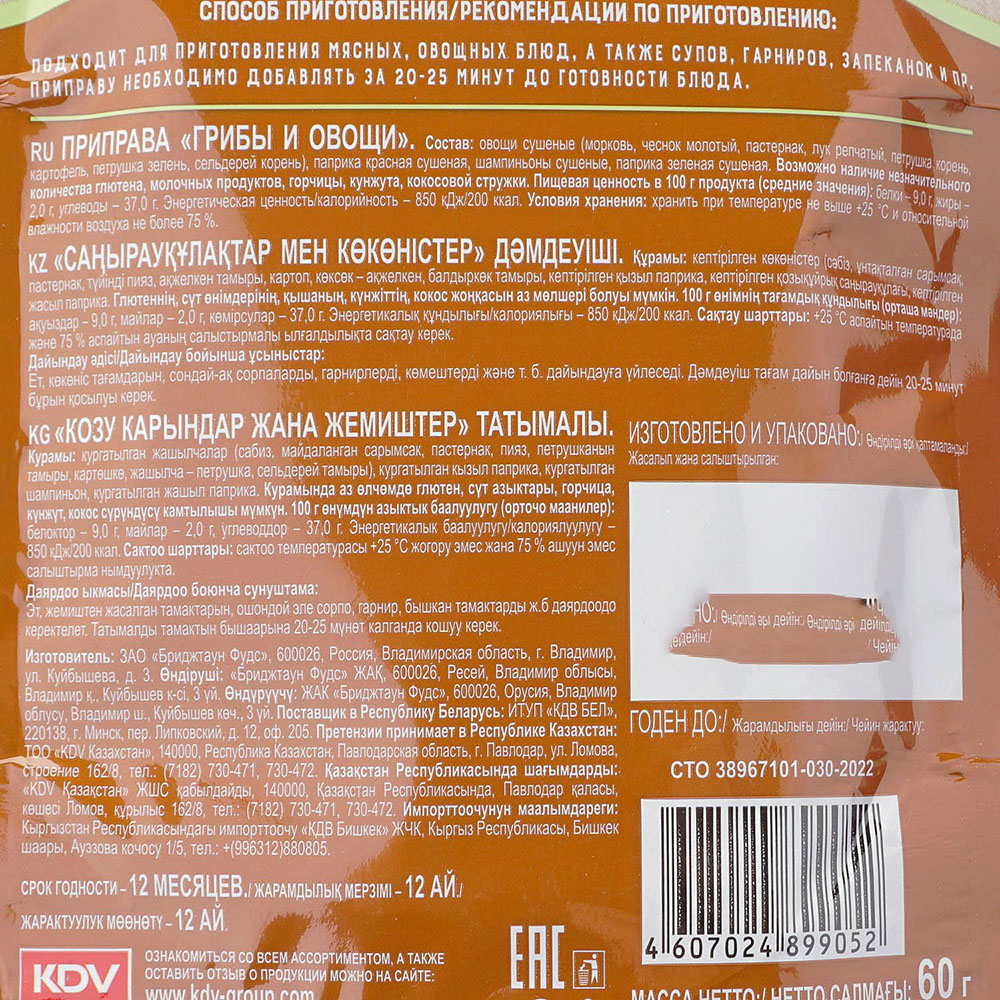 СПОСОБ ПРИГОТОВЛЕНИЯ/РЕКОМЕНДАЦИИ ПО ПРИГОТОВЛЕНИЮ:
ПОДХОДИТ ДЛЯ ПРИГОТОВЛЕНИЯ МЯСНЫХ, ОВОЩНЫХ БЛЮД, А ТАКЖЕ СУПОВ, ГАРНИРОВ, ЗАПЕКАНОК И ПР.
ПРИПРАВУ НЕОБХОДИМО ДОБАВЛЯТЬ ЗА 20-25 МИНУТ ДО ГОТОВНОСТИ БЛЮДА.
RU ПРИПРАВА «ГРИБЫ И ОВОЩИ». Состав: овощи сушеные (морковь, чеснок молотый, пастернак, лук репчатый, петрушка корень,
картофель, петрушка зелень, сельдерей корень), паприка красная сушеная, шампиньоны сушеные, паприка зеленая сушеная. Возможно наличие незначительного
количества глютена, молочных продуктов, горчицы, кунжута, кокосовой стружки. Пищевая ценность в 100 г продукта (средние значения): белки – 9,0 г, жиры –
2,0 г, углеводы – 37,0 г. Энергетическая ценность/калорийность – 850 кДж/200 ккал. Условия хранения: хранить при температуре не выше +25 °С и относительной
влажности воздуха не более 75 %.
KZ «САҢЫРАУҚҰЛАҚТАР МЕН КӨКӨНІСТЕР» ДӘМДЕУІШІ. Құрамы: кептірілген көкөністер (сәбіз, ұнтақталған сарымсақ,
пастернак, түйінді пияз, ақжелкен тамыры, картоп, көксөк – ақжелкен, балдыркөк тамыры, кептірілген қызыл паприка, кептірілген қозықұйрық саңырауқұлағы, кептірілген
жасыл паприка. Глютеннің, сүт өнімдерінің, қышаның, күнжіттің, кокос жоңқасын аз мөлшері болуы мүмкін. 100 г өнімнің тағамдық құндылығы (орташа мәндер):
ақуыздар – 9,0 г, майлар – 2,0 г, көмірсулар – 37,0 г. Энергетикалық құндылығы/калориялығы – 850 кДж/200 ккал. Сақтау шарттары: +25 °С аспайтын температурада
және 75 % аспайтын ауаның салыстырмалы ылғалдылықта сақтау керек.
Дайындау әдісі/Дайындау бойынша ұсыныстар:
Ет, көкөніс тағамдарын, сондай-ақ сорпаларды, гарнирлерді, көмештерді және т. б. дайындауға үйлеседі. Дәмдеуіш тағам дайын болғанға дейін 20-25 минут
бұрын қосылуы керек.
KG «КОЗУ КАРЫНДАР ЖАНА ЖЕМИШТЕР» ТАТЫМАЛЫ.
Курамы: кургатылган жашылчалар (сабиз, майдаланган сарымсак, пастернак, пияз, петрушканын
тамыры, картөшкө, жашылча – петрушка, сельдерей тамыры), кургатылган кызыл паприка, кургатылган
шампиньон, кургатылган жашыл паприка. Курамында аз өлчөмдө глютен, сүт азыктары, горчица,
күнжүт, кокос сүрүндүсү камтылышы мүмкүн. 100 г өнүмдүн азыктык баалуулугу (орточо маанилер):
белоктор – 9,0 г, майлар – 2,0 г, углеводдор – 37,0 г. Энергетикалык баалуулугу/калориялуулугу –
850 кДж/200 ккал. Сактоо шарттары: сактоо температурасы +25 °С жогору эмес жана 75 % ашуун эмес
салыштырма нымдуулукта.
Даярдоо ыкмасы/Даярдоо боюнча сунуштама:
Эт, жемиштен жасалган тамактарын, ошондой эле сорпо, гарнир, бышкан тамактарды ж.б даярдоодо
керектелет. Татымалды тамактын бышаарына 20-25 мүнөт калганда кошуу керек.
ИЗГОТОВЛЕНО И УПАКОВАНО:/ Өндірілді әрі қапталмаланды:/
Жасалып жана салыштырылган:
НО:/ Өндірілді әрі дейін:/ Өндірілді әрі дейін:/
ГОДЕН ДО:/ Жарамдылығы дейін:/ Чейин жарактуу:
СТО 38967101-030-2022
Изготовитель: ЗАО «Бриджтаун Фудс», 600026, Россия, Владимирская область, г. Владимир,
ул. Куйбышева, д. 3. Өндіруші: «Бриджтаун Фудс» ЖАҚ, 600026, Ресей, Владимир облысы,
Владимир қ., Куйбышев к-сі, 3 үй. Өндүрүүчү: ЖАК «Бриджтаун Фудс», 600026, Орусия, Владимир
облусу, Владимир ш., Куйбышев көч., 3 үй. Поставщик в Республику Беларусь: ИТУП «КДВ БЕЛ»,
220138, г. Минск, пер. Липковский, д. 12, оф. 205. Претензии принимает в Республике Казахстан:
ТОО «KDV Казахстан», 140000, Республика Казахстан, Павлодарская область, г. Павлодар, ул. Ломова,
строение 162/8, тел.: (7182) 730-471, 730-472. Қазақстан Республикасында шағымдарды:
«KDV Қазақстан» ЖШС қабылдайды, 140000, Қазақстан Республикасында, Павлодар қаласы,
көшесі Ломов, құрылыс 162/8, тел.: (7182) 730-471, 730-472. Импорттоочунун маалымдареги:
Кыргызстан Республикасындагы импорттоочу «КДВ Бишкек» ЖЧК, Кыргыз Республикасы, Бишкек
шаары, Ауэзова кочосу 1/5, тел.: +(996312)880805.
СРОК ГОДНОСТИ – 12 МЕСЯЦЕВ./ ЖАРАМДЫЛЫҚ МЕРЗІМІ – 12 АЙ./
ЖАРАКТУУЛУК МӨӨНӨТҮ – 12 АЙ.
4 607024 899052
KDV
ОЗНАКОМИТЬСЯ СО ВСЕМ АССОРТИМЕНТОМ, А ТАКЖЕ
ОСТАВИТЬ ОТЗЫВ О ПРОДУКЦИИ МОЖНО НА САЙТЕ:
www.kdv-group.com
EAC
МАССА НЕТТО:/ НЕТТО САЛМАҒЫ: 60 г